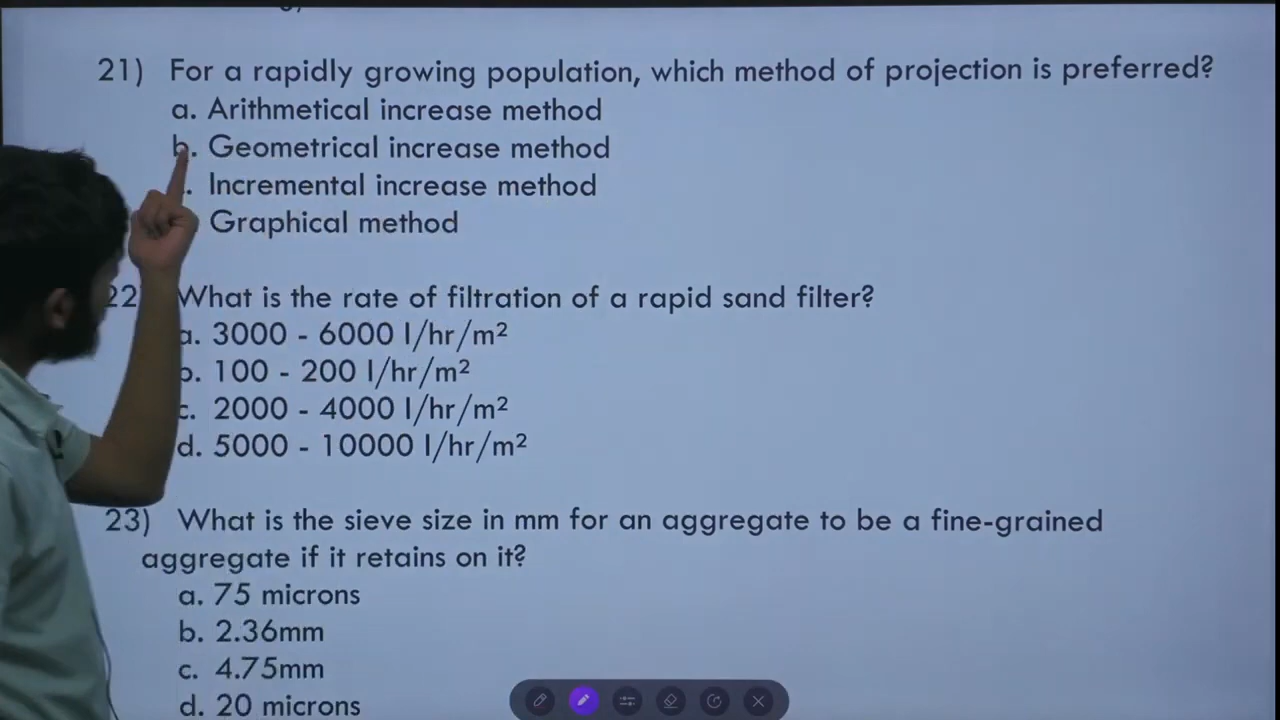 21) For a rapidly growing population, which method of projection is preferred?
a. Arithmetical increase method
b. Geometrical increase method
. Incremental increase method
Graphical method
22 What is the rate of filtration of a rapid sand filter?
a. 3000 - 6000 l/hr/m²
b. 100 - 200 l/hr/m²
c. 2000 - 4000 l/hr/m²
d. 5000 - 10000 l/hr/m²
23) What is the sieve size in mm for an aggregate to be a fine-grained
aggregate if it retains on it?
a. 75 microns
b. 2.36mm
c. 4.75mm
d. 20 microns